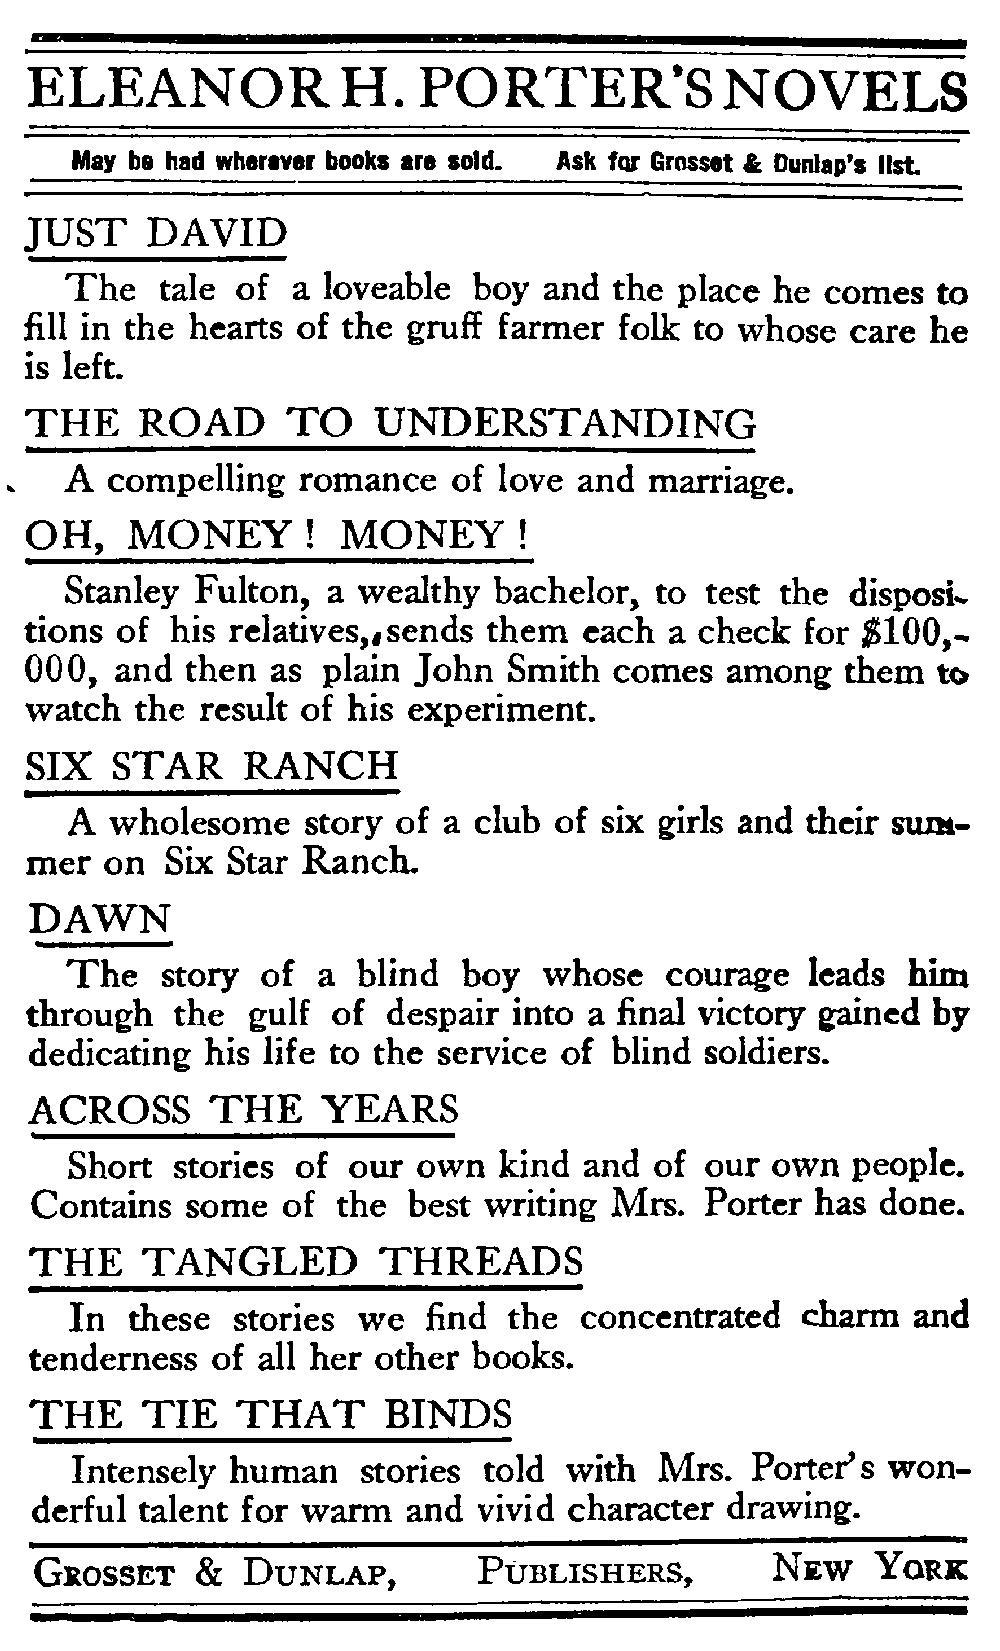 ELEANOR H. PORTER'S NOVELS
May be had wherever books are sold. Ask for Grosset & Dunlap's list.
JUST DAVID
The tale of a loveable boy and the place he comes to
fill in the hearts of the gruff farmer folk to whose care he
is left.
THE ROAD TO UNDERSTANDING
A compelling romance of love and marriage.
OH, MONEY! MONEY!
Stanley Fulton, a wealthy bachelor, to test the disposi-
tions of his relatives, sends them each a check for $100,-
000, and then as plain John Smith comes among them to
watch the result of his experiment.
SIX STAR RANCH
A wholesome story of a club of six girls and their sum-
mer on Six Star Ranch.
DAWN
The story of a blind boy whose courage leads him
through the gulf of despair into a final victory gained by
dedicating his life to the service of blind soldiers.
ACROSS THE YEARS
Short stories of our own kind and of our own people.
Contains some of the best writing Mrs. Porter has done.
THE TANGLED THREADS
In these stories we find the concentrated charm and
tenderness of all her other books.
THE TIE THAT BINDS
Intensely human stories told with Mrs. Porter's won-
derful talent for warm and vivid character drawing.
GROSSET & DUNLAP, PUBLISHERS, NEW YORK